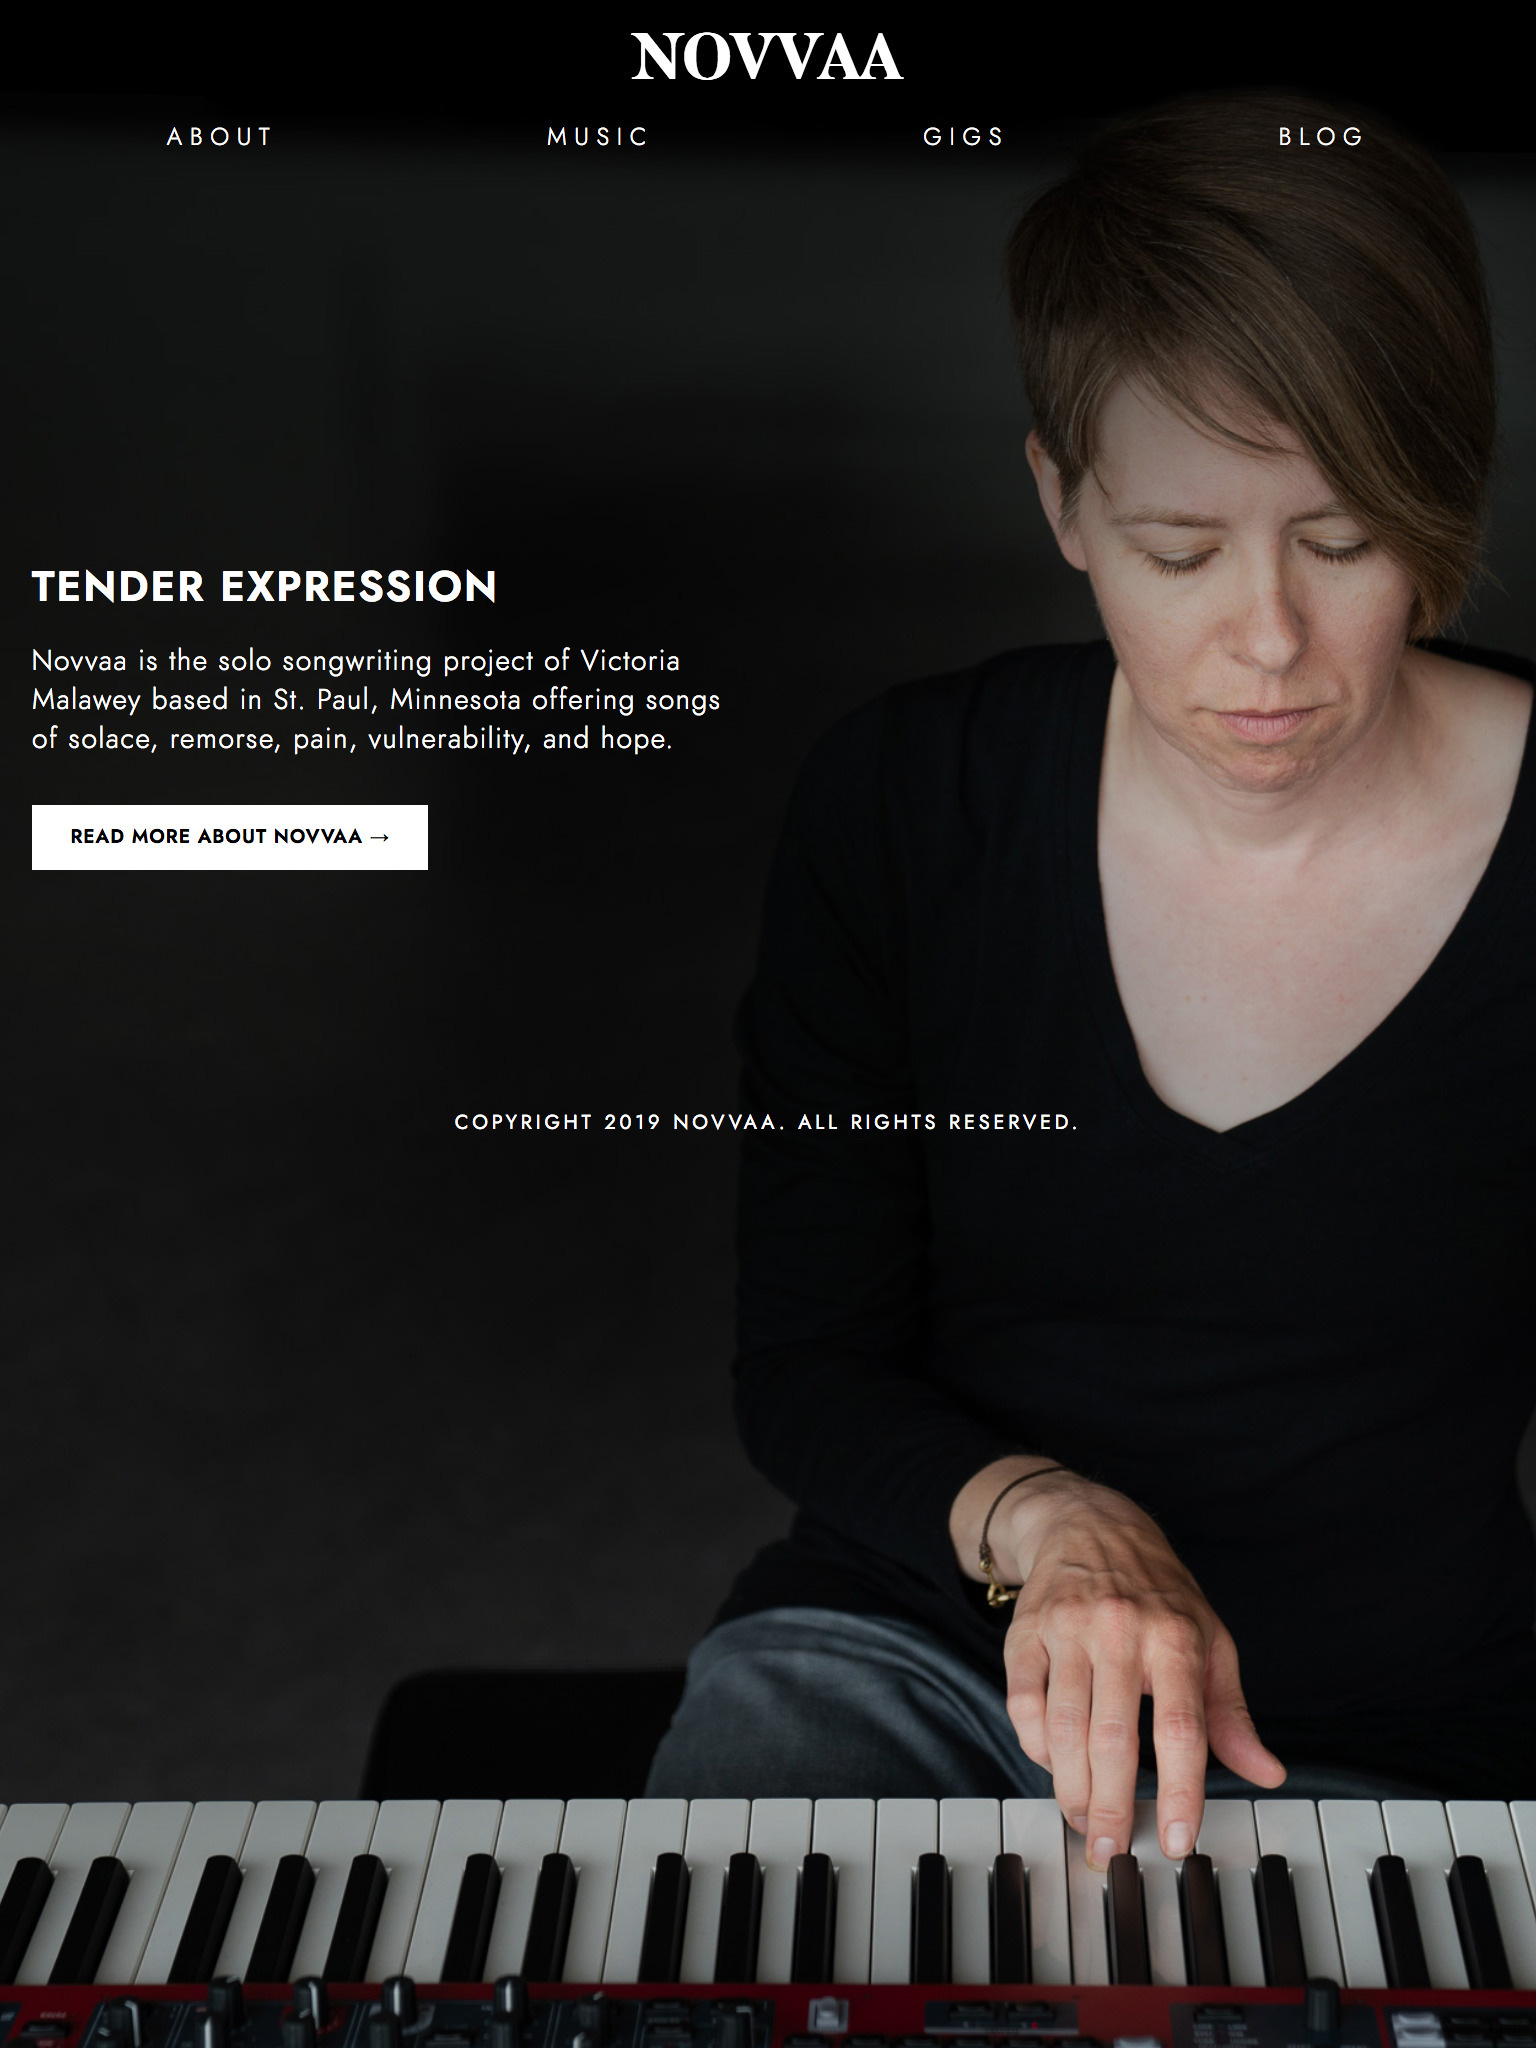 NOVVAA
ABOUT MUSIC GIGS BLOG
TENDER EXPRESSION
Novvaa is the solo songwriting project of Victoria
Malawey based in St. Paul, Minnesota offering songs
of solace, remorse, pain, vulnerability, and hope.
READ MORE ABOUT NOVVAA →
COPYRIGHT 2019 NOVVAA. ALL RIGHTS RESERVED.